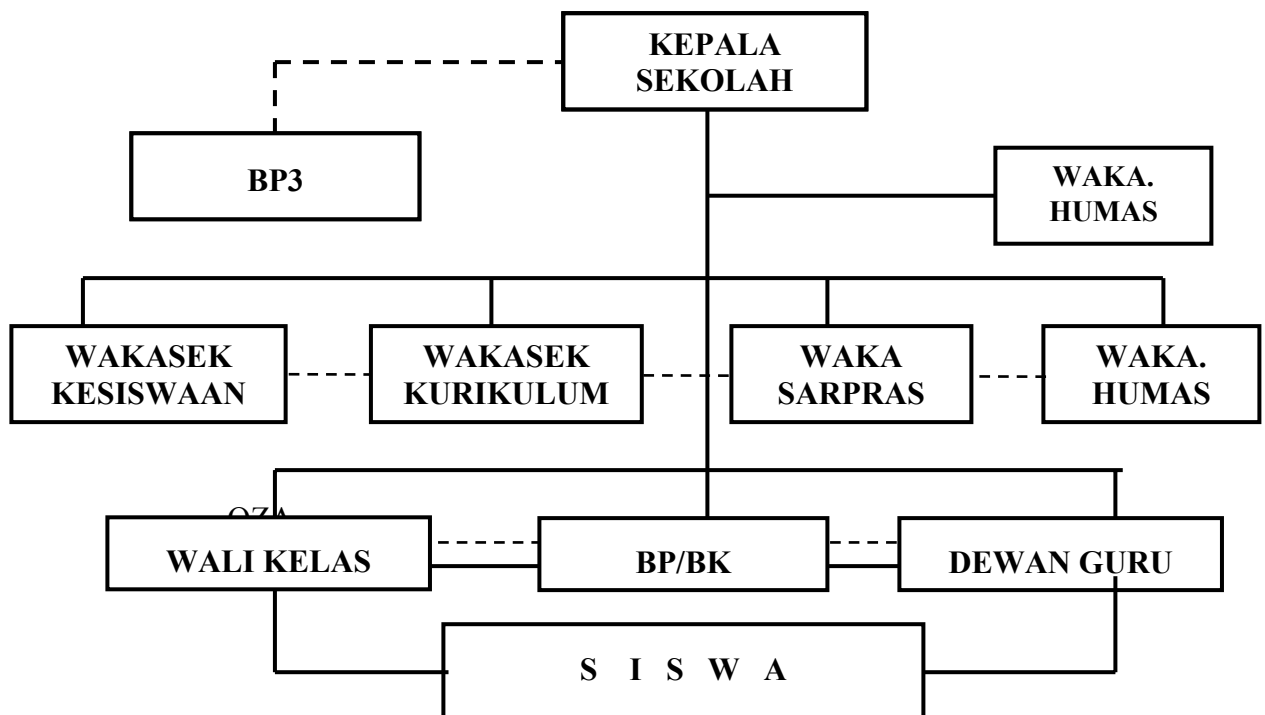 KEPALA
SEKOLAH
BP3
WAKA.
HUMAS
WAKASEK
KESISWAAN
WAKASEK
KURIKULUM
WAKA
SARPRAS
WAKA.
HUMAS
WALI KELAS
BP/BK
DEWAN GURU
S I S W A